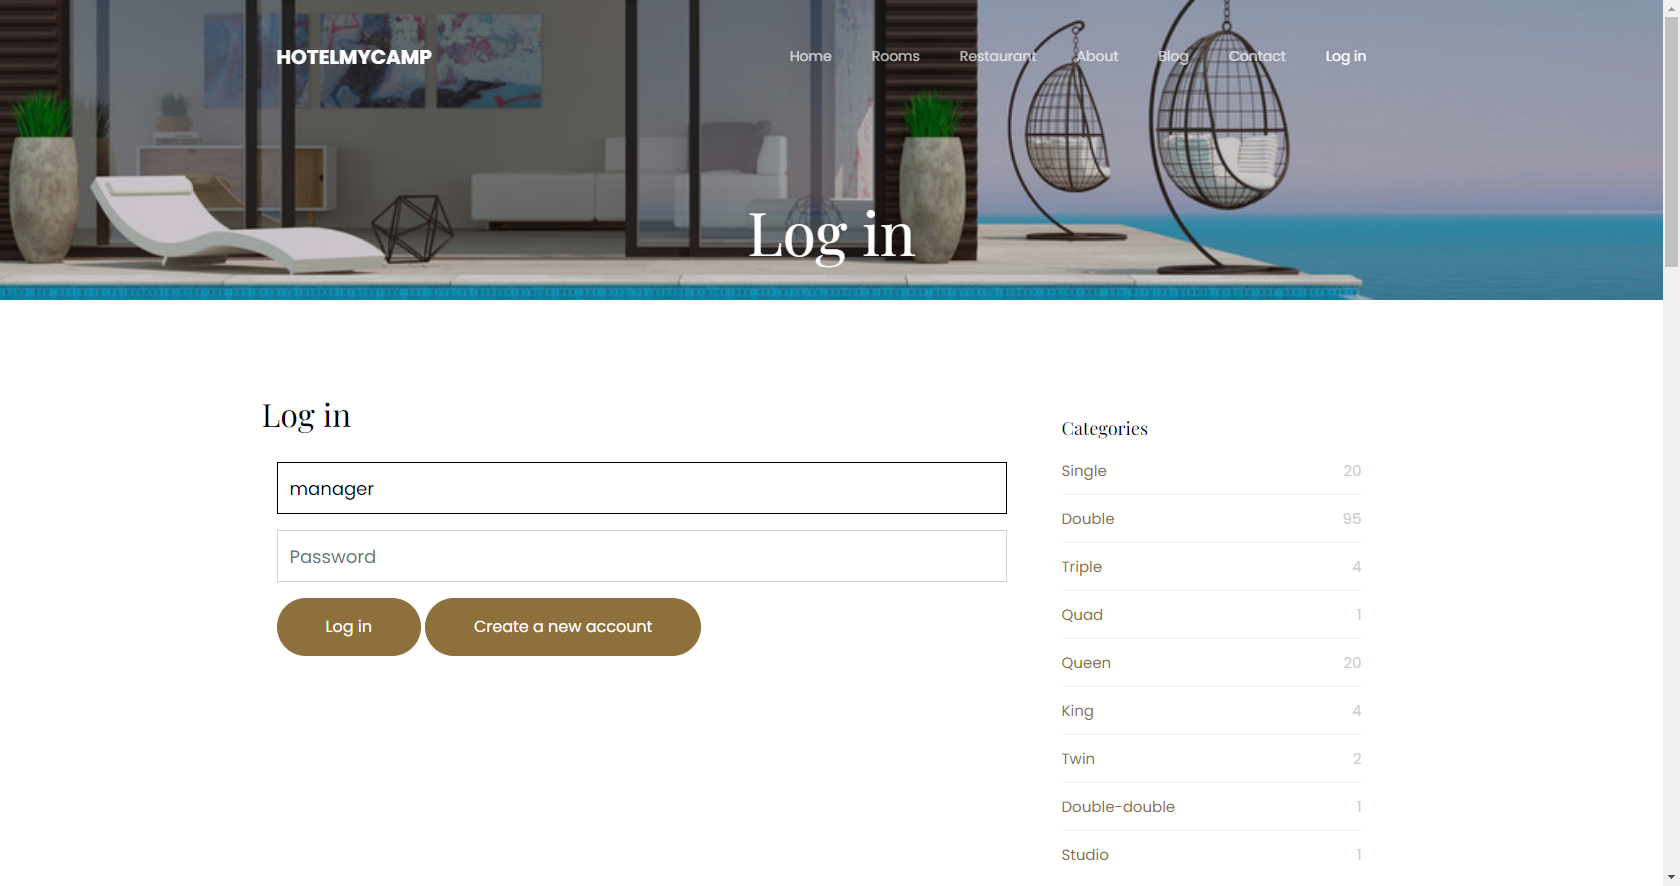 HOTELMYCAMP
Home Rooms Restaurant About Blog Contact Log in
Log in
Log in
manager
Password
Log in Create a new account
Categories
Single 20
Double 95
Triple 4
Quad 1
Queen 20
King 4
Twin 2
Double-double 1
Studio 1